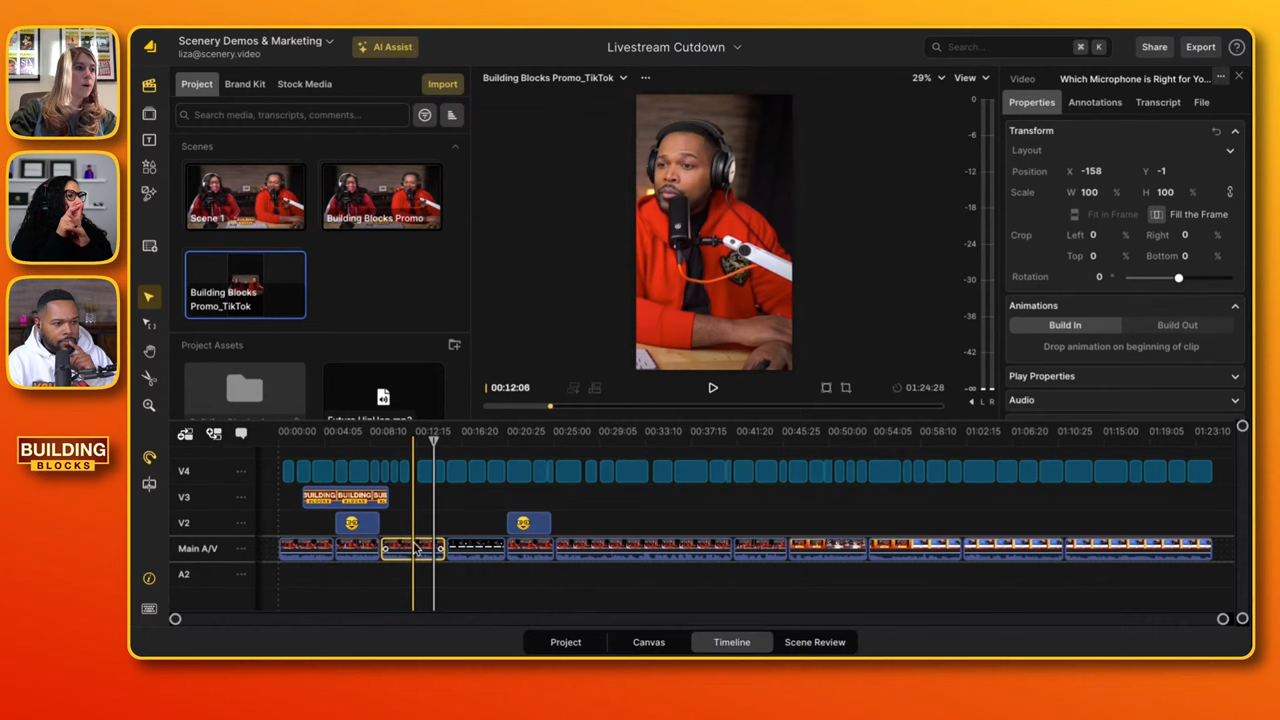 Scenery Demos & Marketing
liza@scenery.video
AI Assist
Livestream Cutdown
Search...
⌘ K
Share
Export
?
Project
Brand Kit
Stock Media
Import
Search media, transcripts, comments...
Scenes
Scene 1
Building Blocks Promo
Building Blocks
Promo_TikTok
Project Assets
Building Blocks Promo_TikTok
29%
View
0
-6
-12
-18
-24
-30
-36
-42
-∞
L R
00:12:06
01:24:28
Video
Which Microphone is Right for Yo...
Properties
Annotations
Transcript
File
Transform
Layout
Position
X -158
Y -1
Scale
W 100 %
H 100 %
Fit in Frame
Fill the Frame
Crop
Left 0 %
Right 0 %
Top 0 %
Bottom 0 %
Rotation
0 °
Animations
Build In
Build Out
Drop animation on beginning of clip
Play Properties
Audio
BUILDING
BLOCKS
00:00:00 00:04:05 00:08:10 00:12:15 00:16:20 00:20:25 00:25:00 00:29:05 00:33:10 00:37:15 00:41:20 00:45:25 00:50:00 00:54:05 00:58:10 01:02:15 01:06:20 01:10:25 01:15:00 01:19:05 01:23:10
V4
V3
BUILDING BUILDING BUIL
V2
Main A/V
A2
Project
Canvas
Timeline
Scene Review